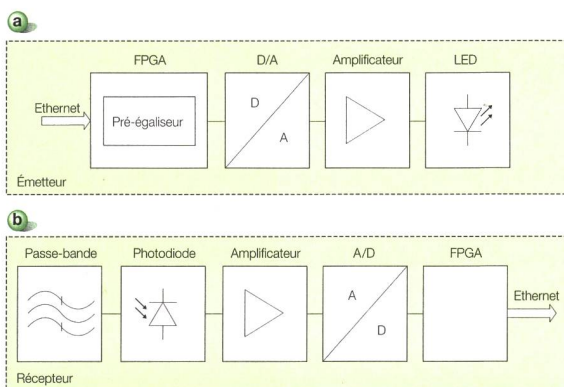 a
FPGA D/A Amplificateur LED
Ethernet
Pré-égaliseur
D
A
Émetteur
b
Passe-bande Photodiode Amplificateur A/D FPGA
A
Ethernet
D
Récepteur